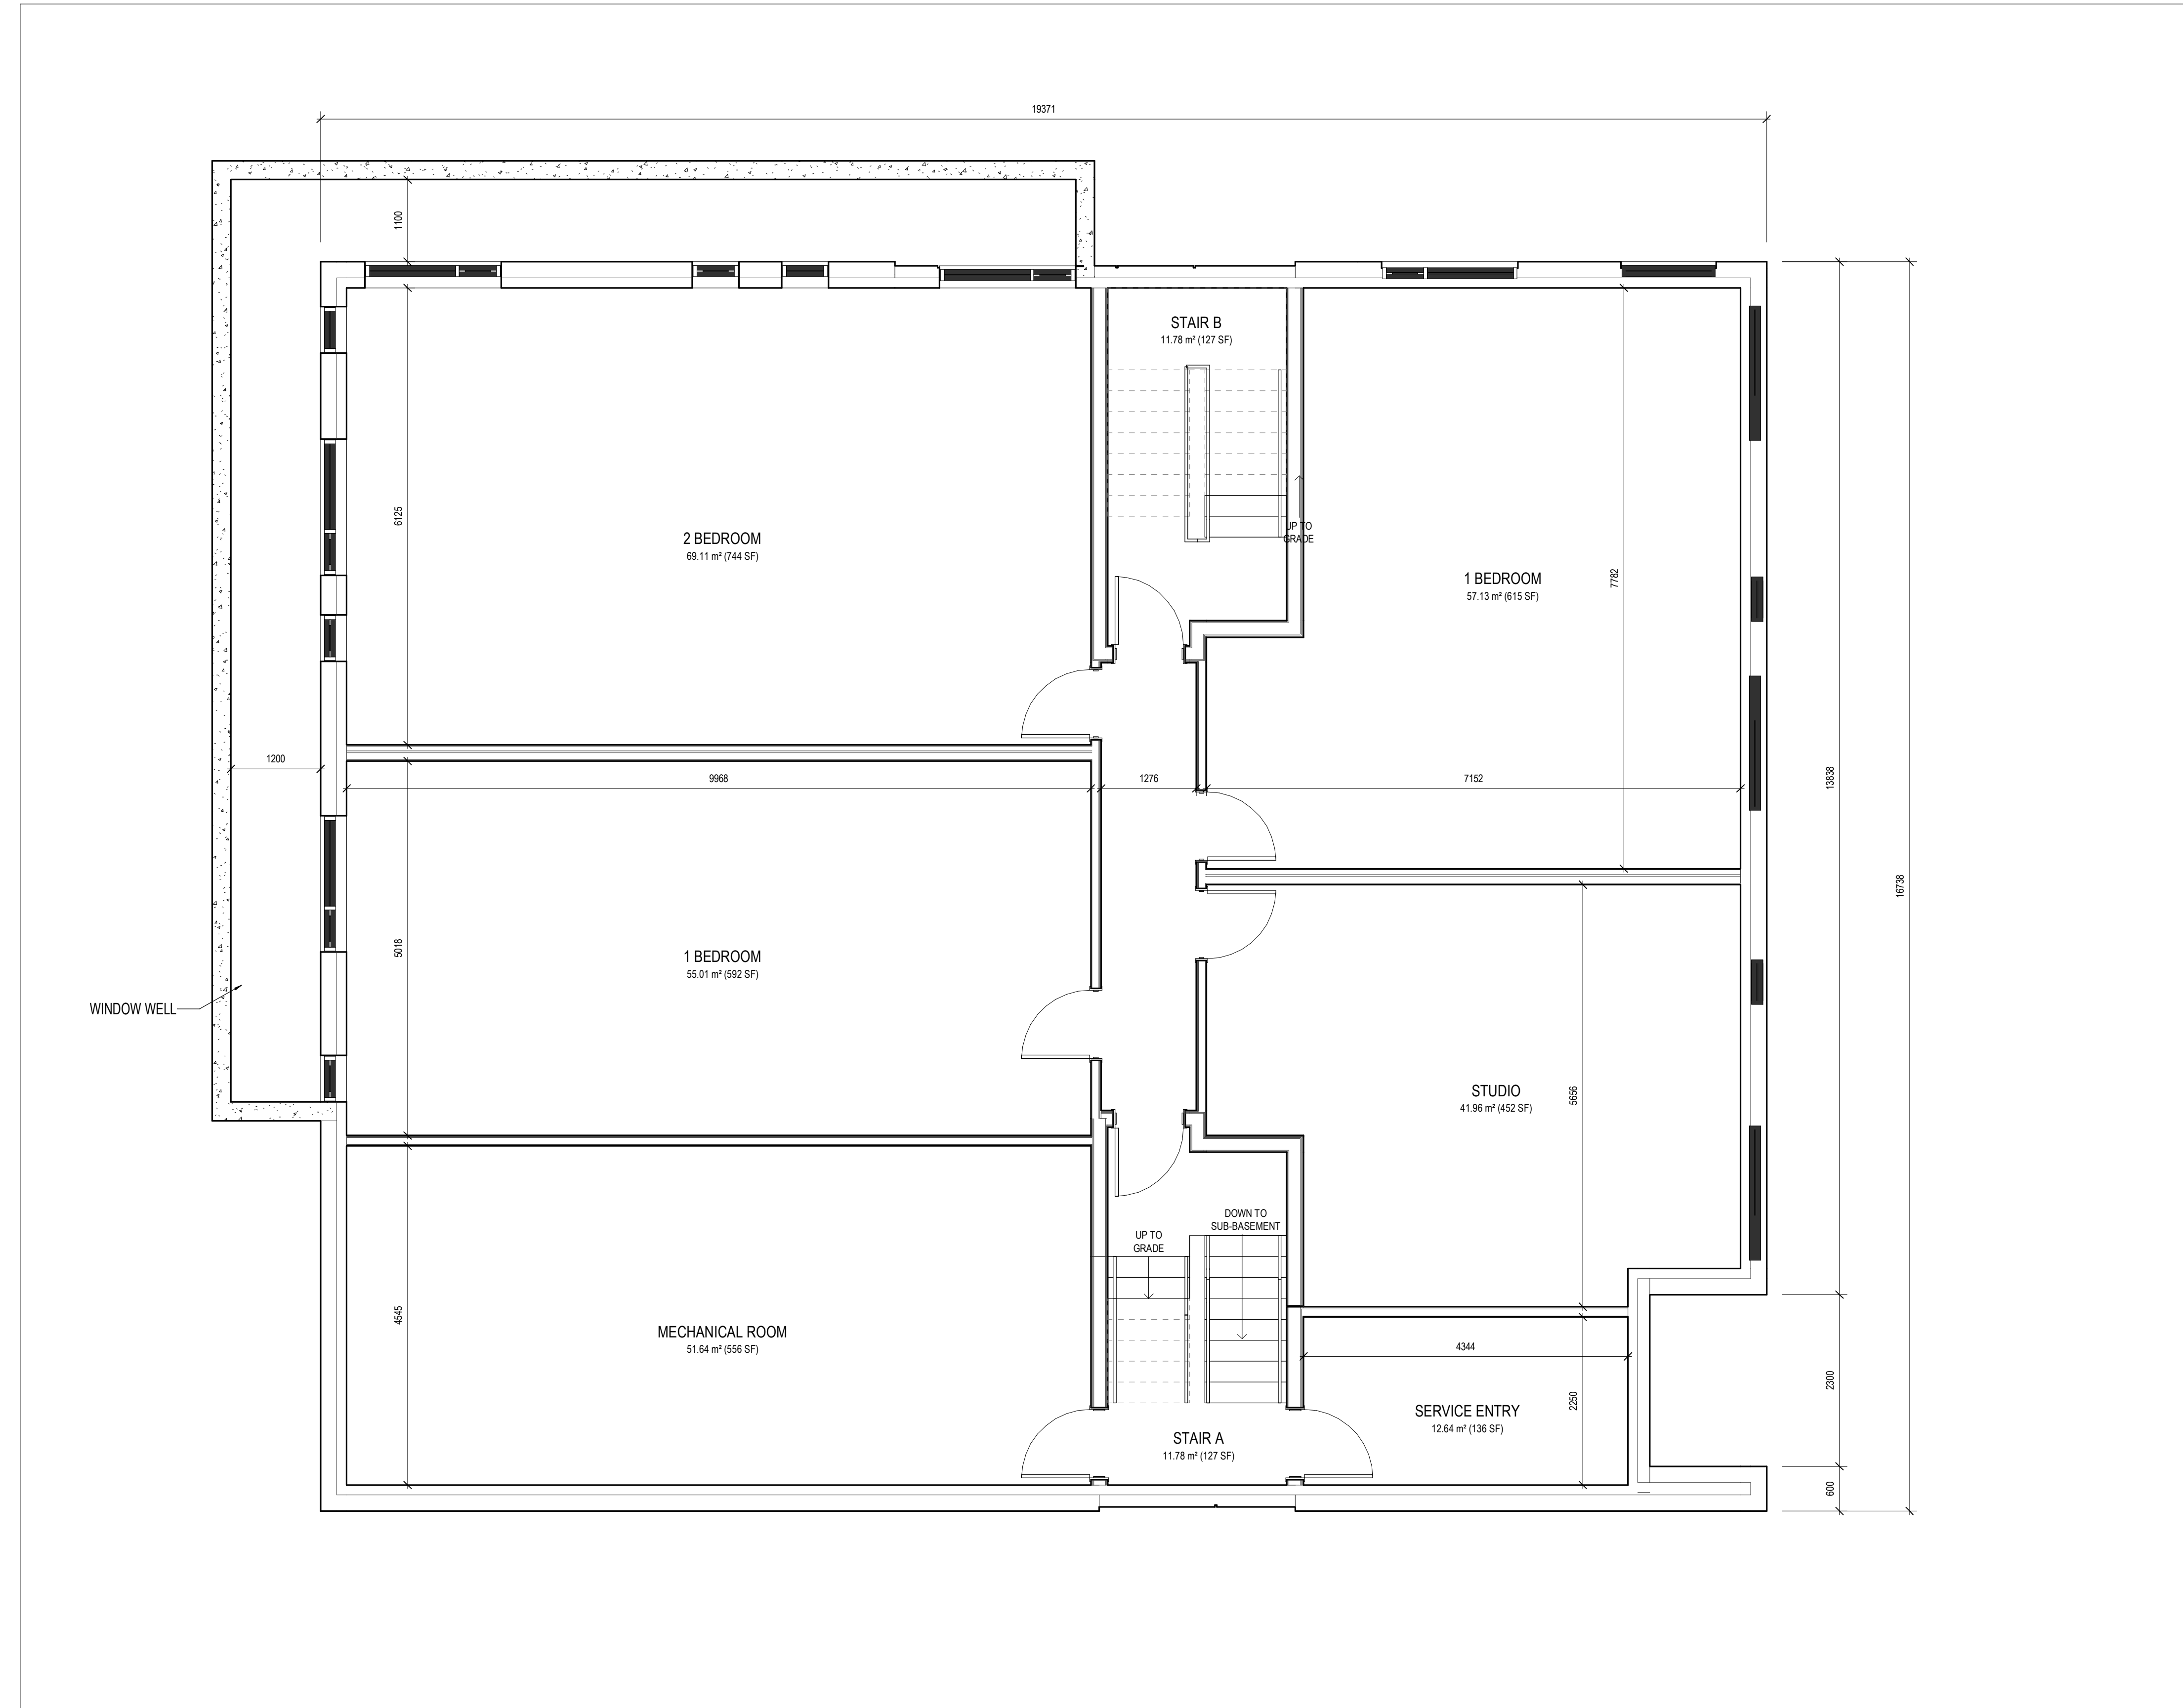 19371
1100
STAIR B
11.78 m² (127 SF)
6125
2 BEDROOM
69.11 m² (744 SF)
UP TO
GRADE
1 BEDROOM
57.13 m² (615 SF)
7782
1200
9968
1276
7152
13838
16738
5018
1 BEDROOM
55.01 m² (592 SF)
WINDOW WELL
STUDIO
41.96 m² (452 SF)
5656
DOWN TO
SUB-BASEMENT
UP TO
GRADE
4545
MECHANICAL ROOM
51.64 m² (556 SF)
4344
2300
2250
SERVICE ENTRY
12.64 m² (136 SF)
STAIR A
11.78 m² (127 SF)
600